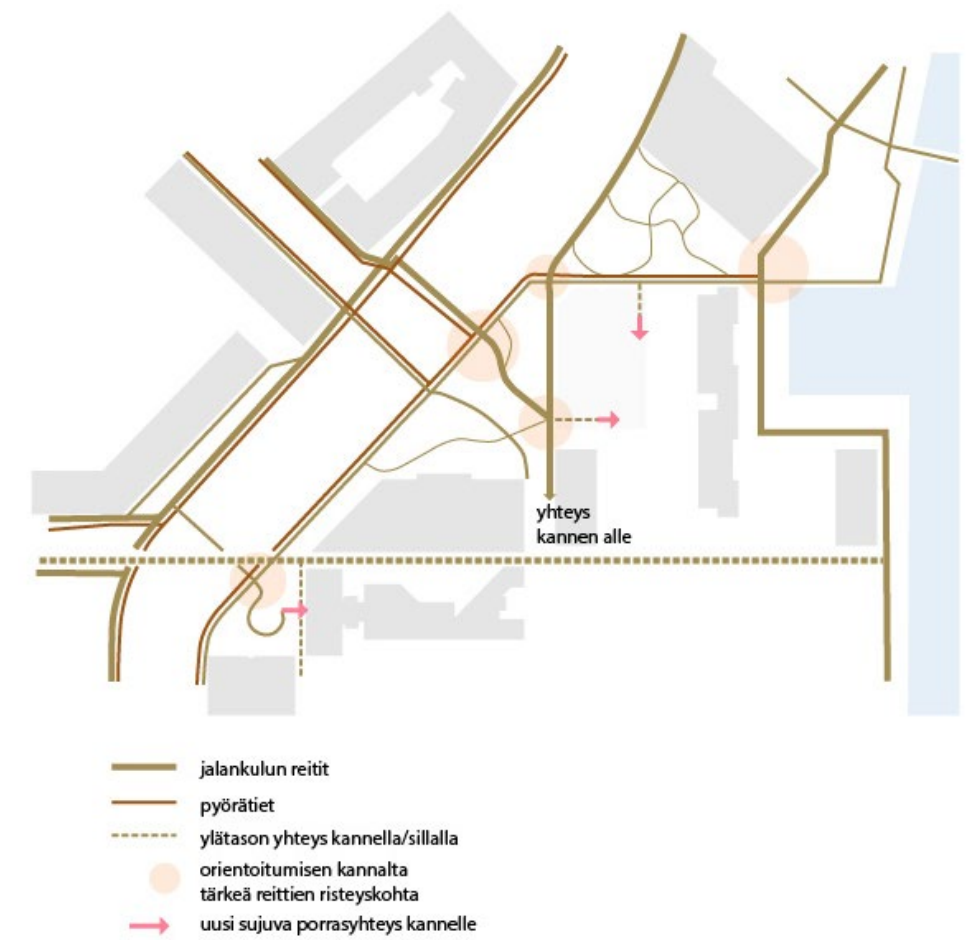 yhteys
kannen alle
jalankulun reitit
pyörätiet
ylätason yhteys kannella/sillalla
orientoitumisen kannalta
tärkeä reittien risteyskohta
uusi sujuva porrasyhteys kannelle